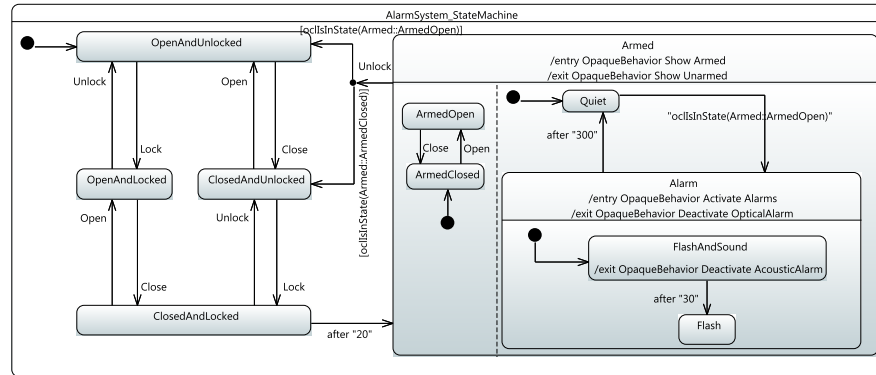 AlarmSystem_StateMachine
[oclIsInState(Armed::ArmedOpen)]
OpenAndUnlocked
Armed
/entry OpaqueBehavior Show Armed
/exit OpaqueBehavior Show Unarmed
Unlock
Unlock
Open
Quiet
ArmedOpen
"oclIsInState(Armed::ArmedOpen)"
after "300"
Lock
Close
Close
Open
[oclIsInState(Armed::ArmedClosed)]
OpenAndLocked
ClosedAndUnlocked
ArmedClosed
Alarm
/entry OpaqueBehavior Activate Alarms
/exit OpaqueBehavior Deactivate OpticalAlarm
Open
Unlock
FlashAndSound
/exit OpaqueBehavior Deactivate AcousticAlarm
Close
Lock
after "30"
ClosedAndLocked
Flash
after "20"